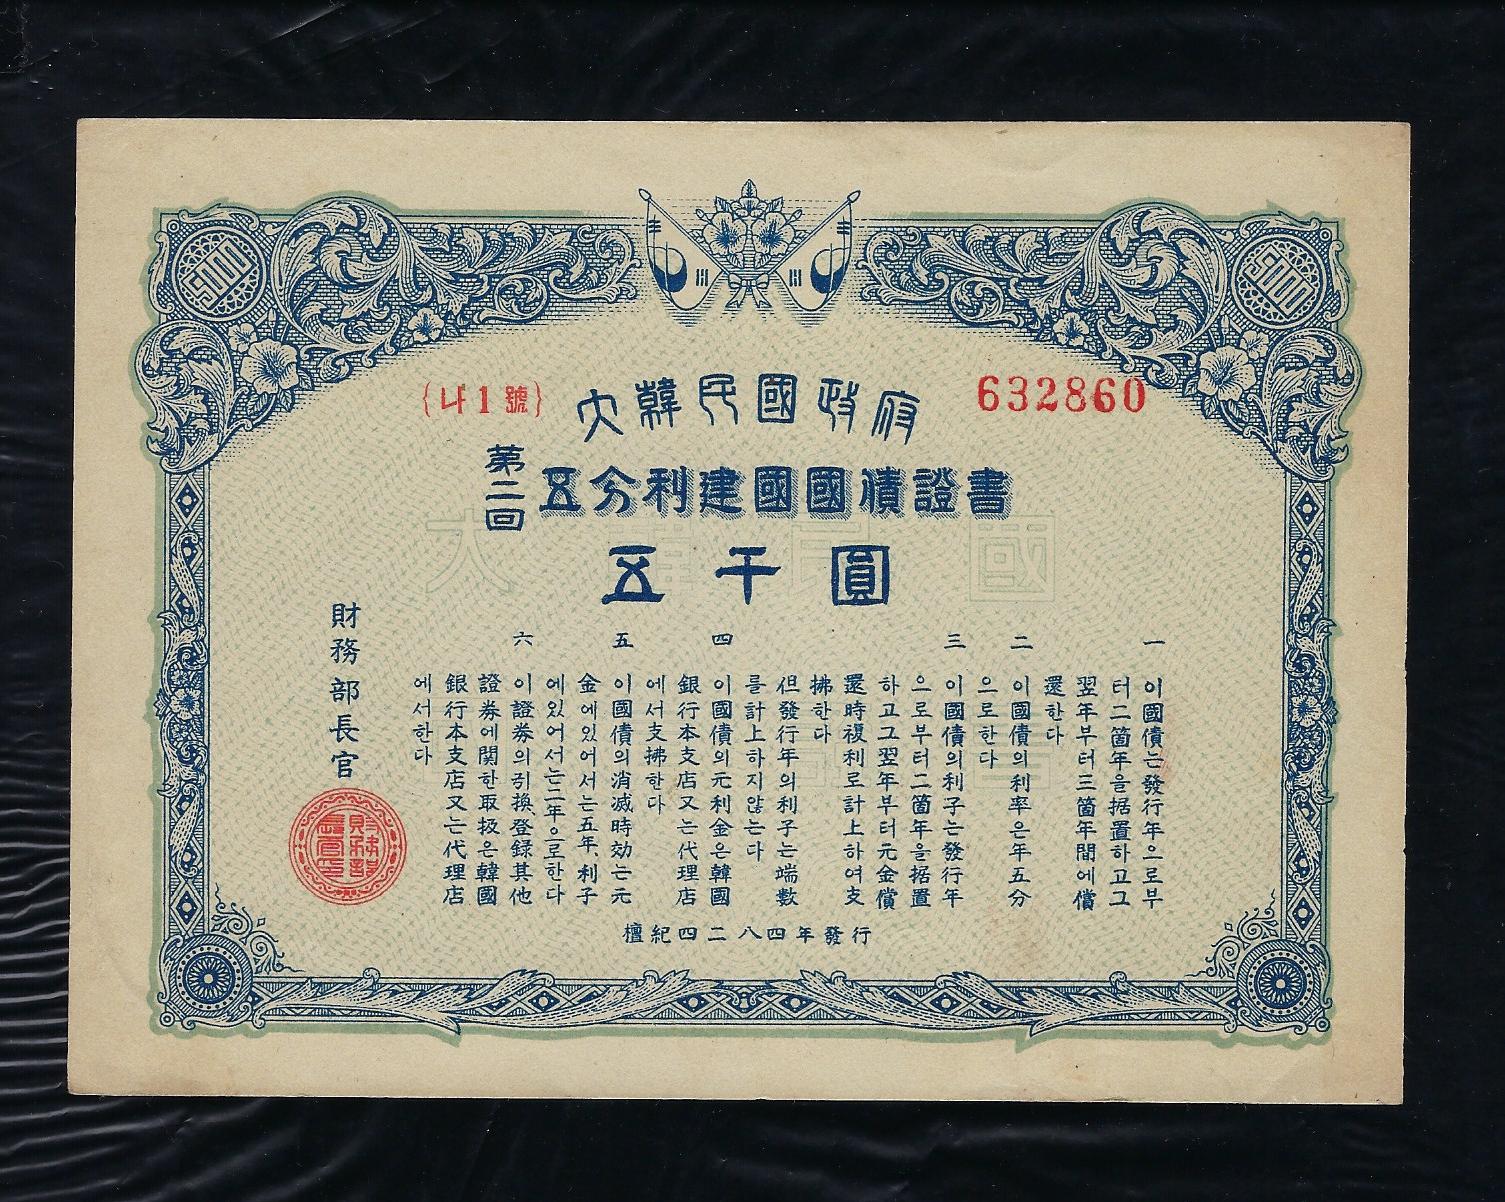 5000
5000
{나1號}
632860
大韓民國政府
第二回
五分利建國國債證書
五千圓
一 이國債는發行年으로부
터二箇年을据置하고그
翌年부터三箇年間에償
還한다
二 이國債의利率은年五分
으로한다
三 이國債의利子는發行年
으로부터二箇年을据置
하고그翌年부터元金償
還時複利로計上하여支
拂한다
但發行年의利子는端數
를計上하지않는다
四 이國債의元利金은韓國
銀行本支店又는代理店
에서支拂한다
五 이國債의消滅時効는元
金에있어서는五年、利子
에있어서는二年으로한다
六 이證券의引換、登録其他
證券에関한取扱은韓國
銀行本支店又는代理店
에서한다
財務部長官
檀紀四二八四年發行